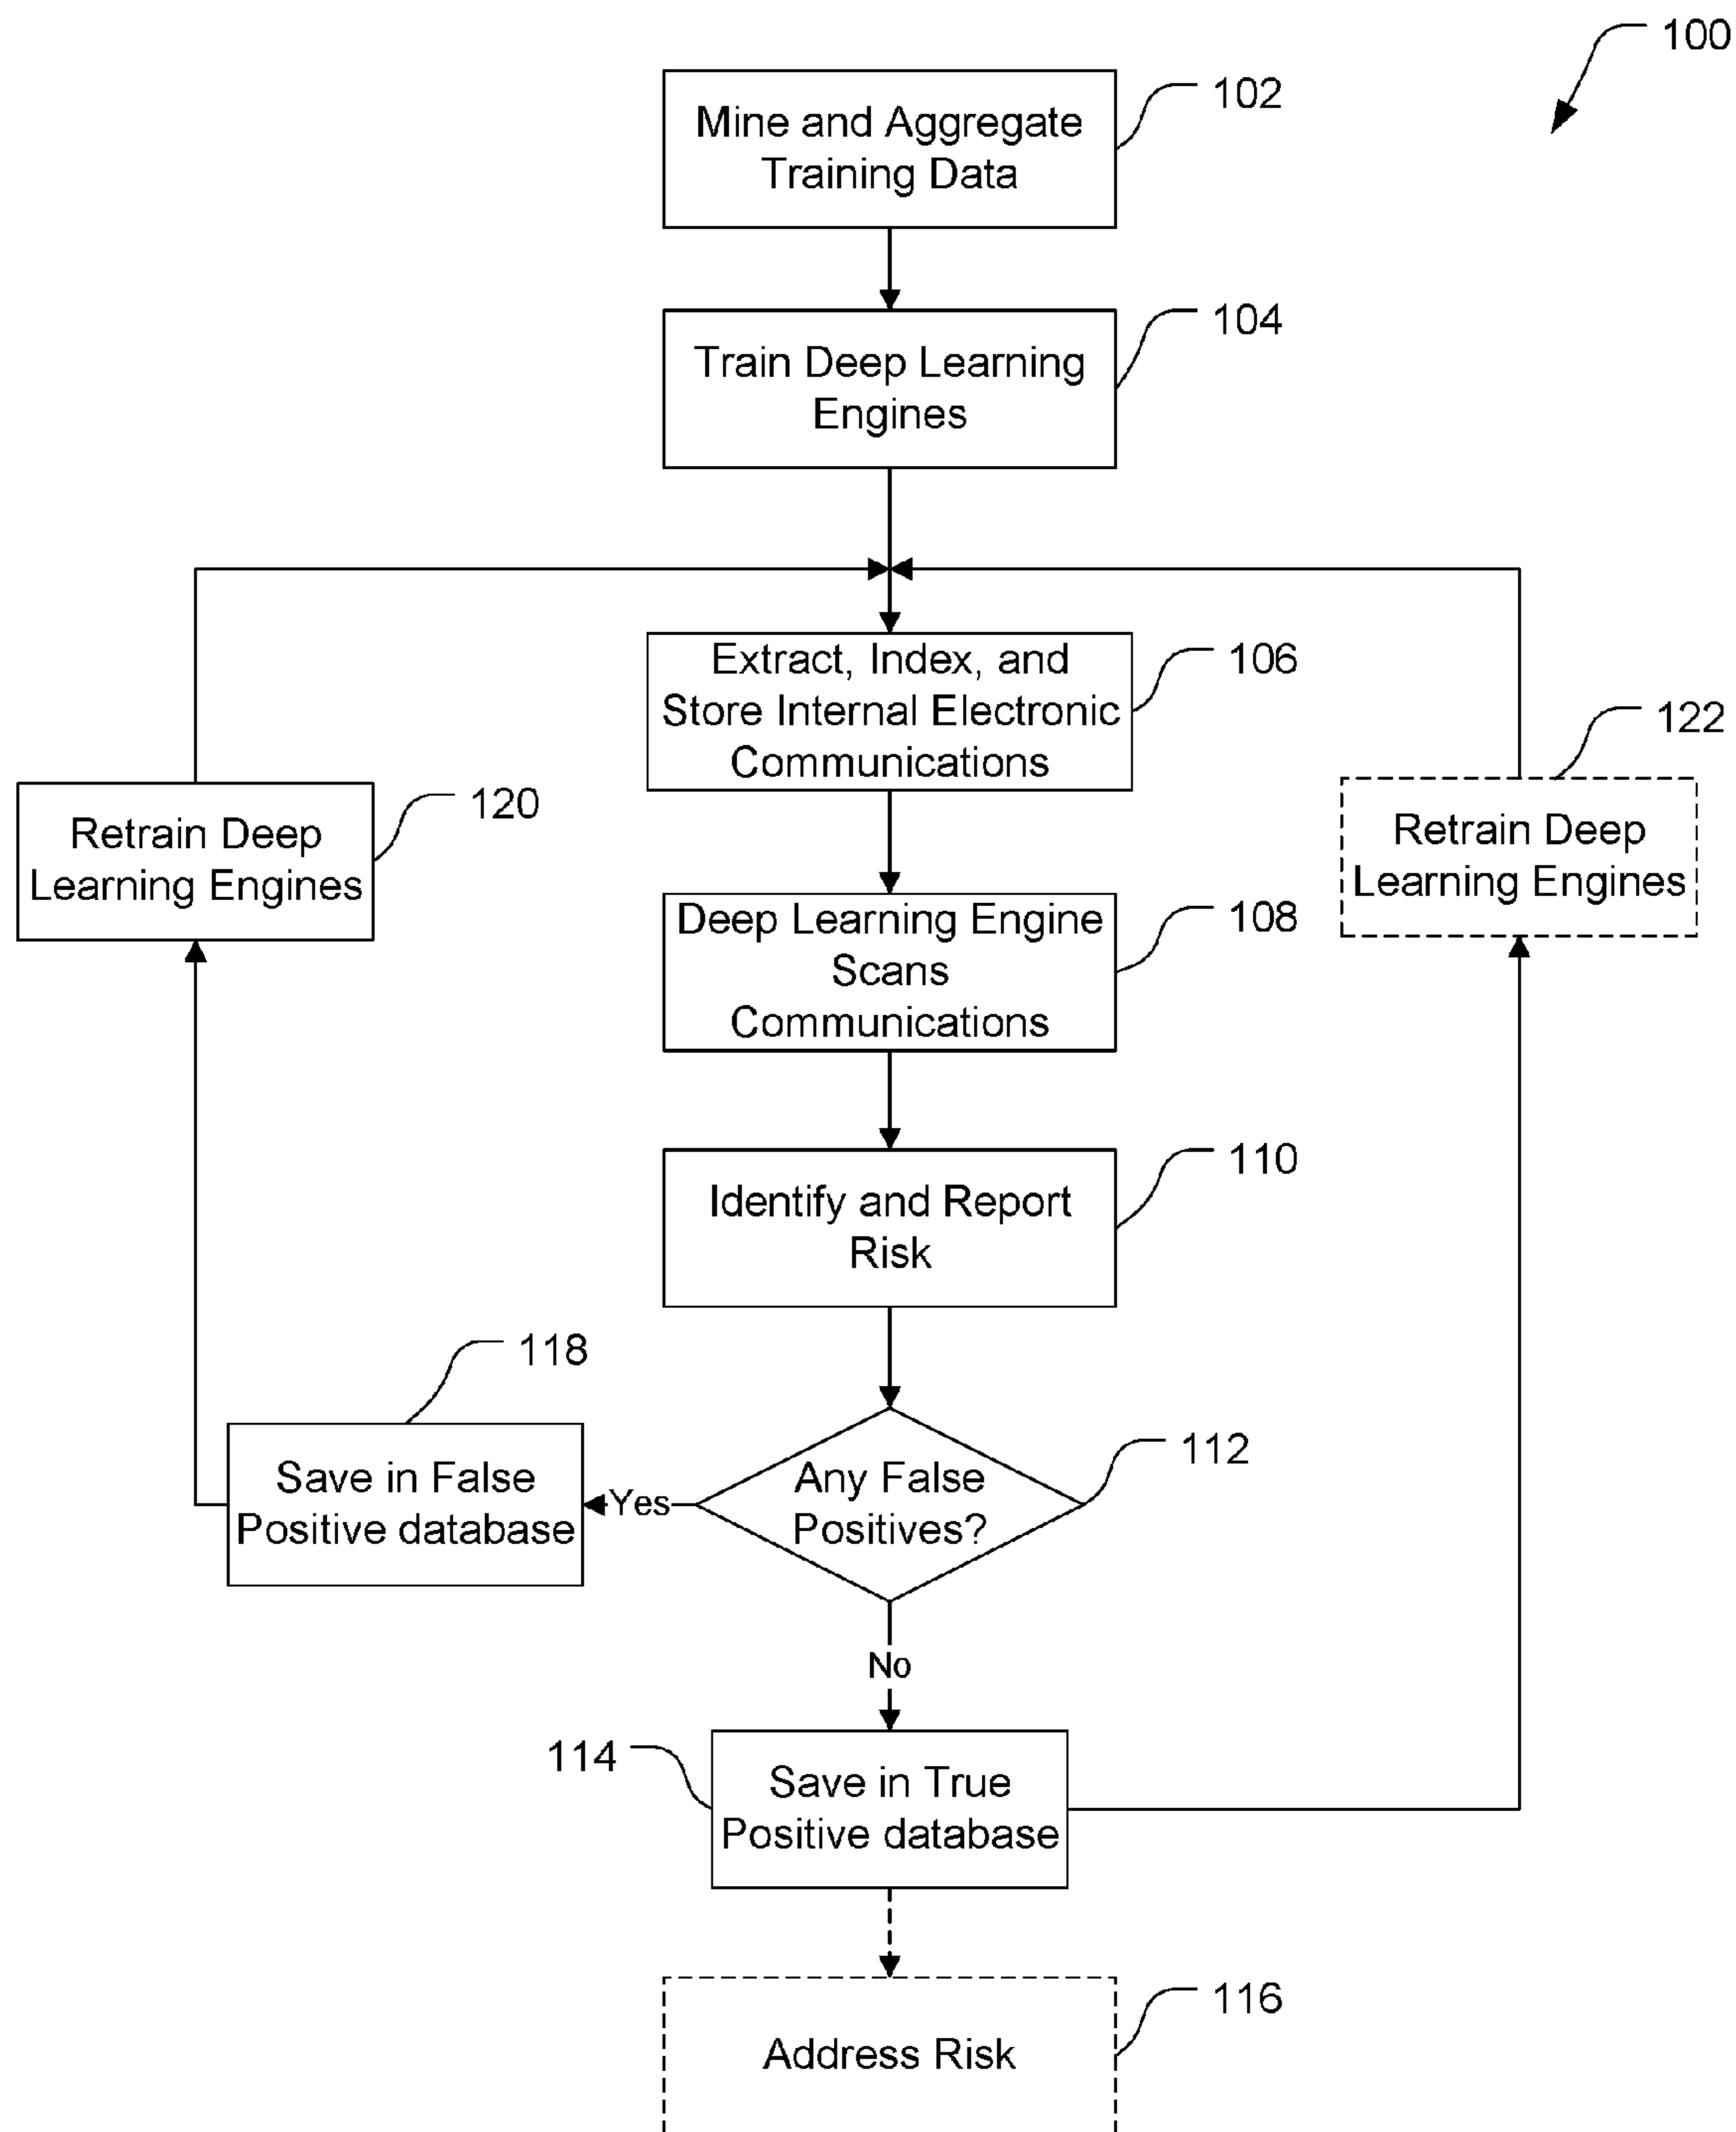 100
102
Mine and Aggregate
Training Data
104
Train Deep Learning
Engines
106
Extract, Index, and
Store Internal Electronic
Communications
122
Retrain Deep
Learning Engines
120
Retrain Deep
Learning Engines
108
Deep Learning Engine
Scans
Communications
110
Identify and Report
Risk
118
Save in False
Positive database
Yes
112
Any False
Positives?
No
114
Save in True
Positive database
116
Address Risk